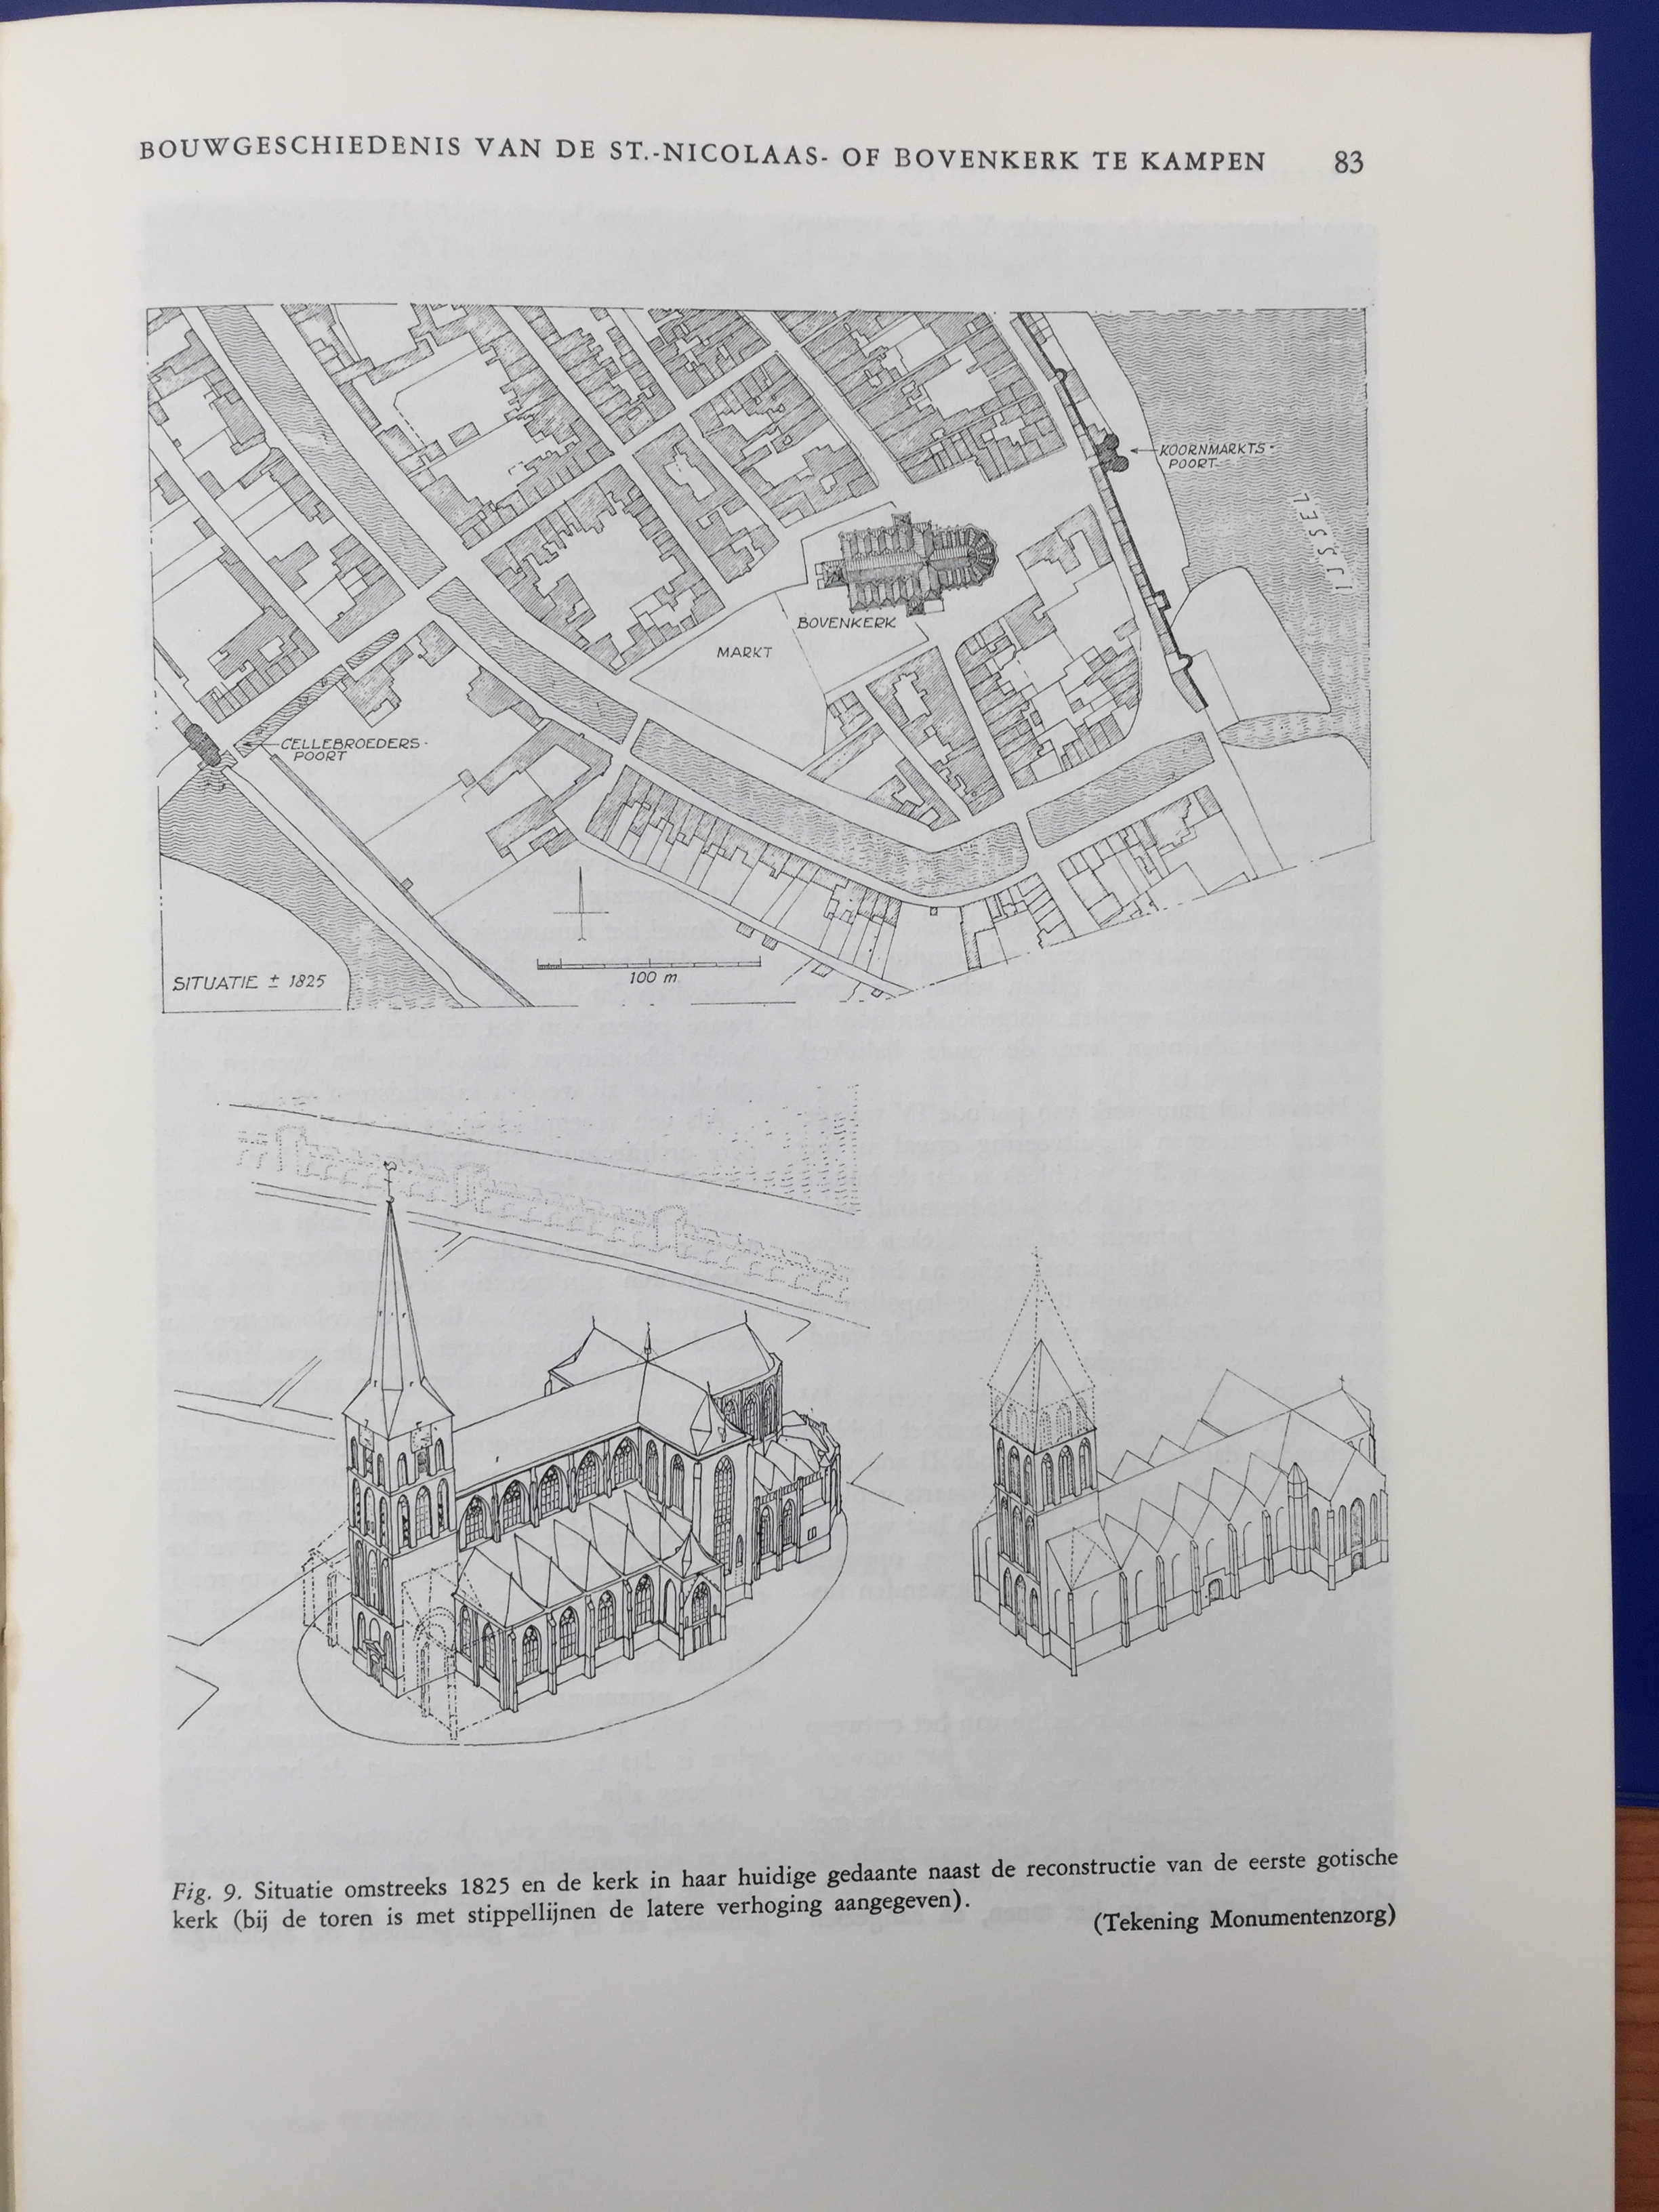 BOUWGESCHIEDENIS VAN DE ST.-NICOLAAS- OF BOVENKERK TE KAMPEN 83
KOORNMARKTS-
POORT
IJSSEL
BOVENKERK
MARKT
CELLEBROEDERS-
POORT
100 m
SITUATIE ± 1825
Fig. 9. Situatie omstreeks 1825 en de kerk in haar huidige gedaante naast de reconstructie van de eerste gotische
kerk (bij de toren is met stippellijnen de latere verhoging aangegeven).
(Tekening Monumentenzorg)